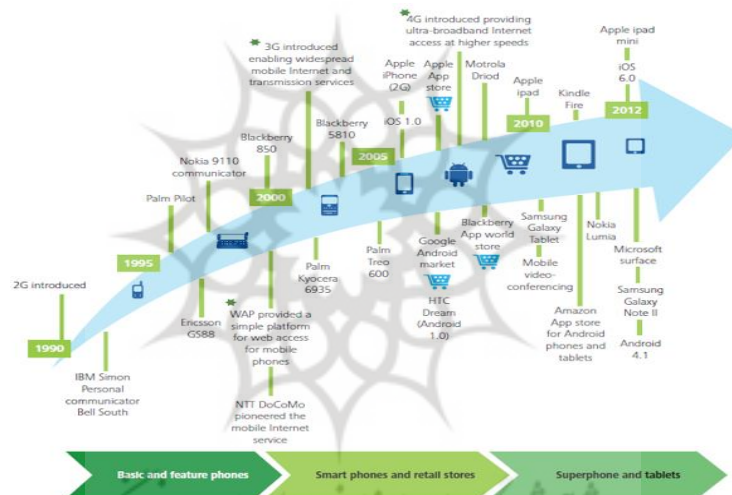 4G introduced providing
ultra-broadband Internet
access at higher speeds
Apple ipad
mini
3G introduced
enabling widespread
mobile Internet and
transmission services
Apple
iPhone
(2G)
Apple
App
store
Motrola
Driod
Apple
ipad
Kindle
Fire
iOS
6.0
2012
iOS 1.0
2010
Blackberry
5810
Blackberry
850
2005
Nokia 9110
communicator
2000
Palm Pilot
1995
2G introduced
1990
IBM Simon
Personal
communicator
Bell South
Ericsson
GS88
WAP provided a
simple platform
for web access
for mobile
phones
NTT DoCoMo
pioneered the
mobile Internet
service
Palm
Kyocera
6935
Palm
Treo
600
Google
Android
market
HTC
Dream
(Android
1.0)
Blackberry
App world
store
Samsung
Galaxy
Tablet
Mobile
video-
conferencing
Amazon
App store
for Android
phones and
tablets
Nokia
Lumia
Microsoft
surface
Samsung
Galaxy
Note II
Android
4.1
Basic and feature phones
Smart phones and retail stores
Superphone and tablets